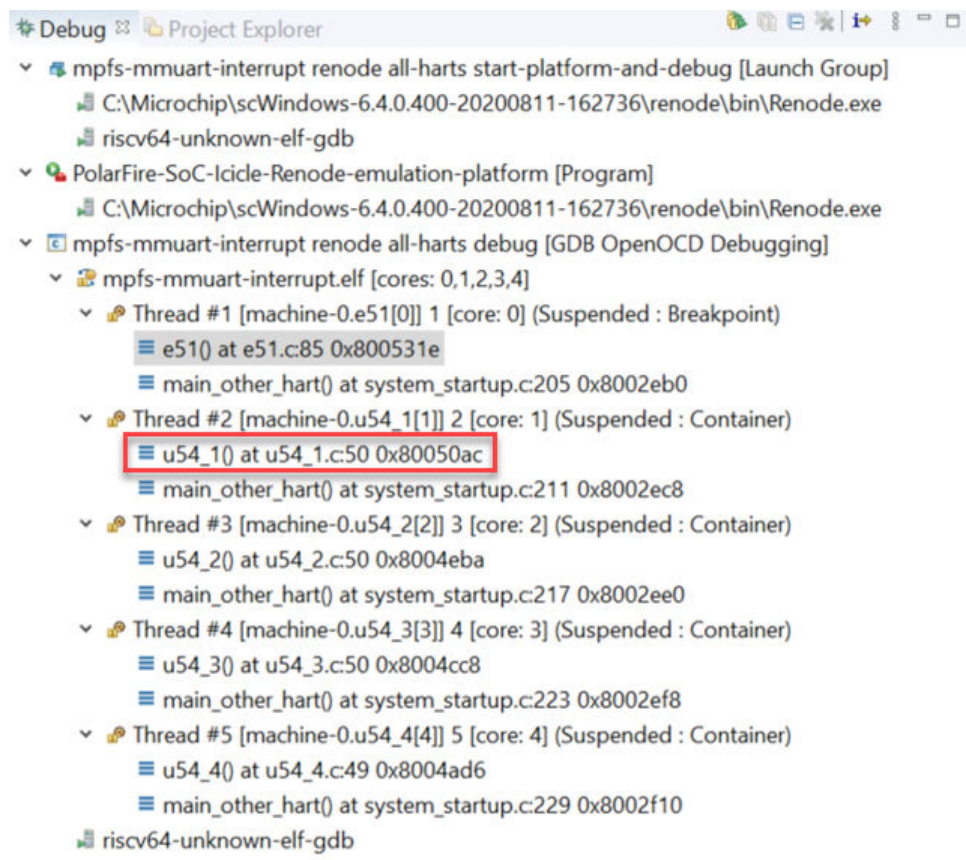 Debug Project Explorer
mpfs-mmuart-interrupt renode all-harts start-platform-and-debug [Launch Group]
C:\Microchip\scWindows-6.4.0.400-20200811-162736\renode\bin\Renode.exe
riscv64-unknown-elf-gdb
PolarFire-SoC-Icicle-Renode-emulation-platform [Program]
C:\Microchip\scWindows-6.4.0.400-20200811-162736\renode\bin\Renode.exe
mpfs-mmuart-interrupt renode all-harts debug [GDB OpenOCD Debugging]
mpfs-mmuart-interrupt.elf [cores: 0,1,2,3,4]
Thread #1 [machine-0.e51[0]] 1 [core: 0] (Suspended : Breakpoint)
e51() at e51.c:85 0x800531e
main_other_hart() at system_startup.c:205 0x8002eb0
Thread #2 [machine-0.u54_1[1]] 2 [core: 1] (Suspended : Container)
u54_1() at u54_1.c:50 0x80050ac
main_other_hart() at system_startup.c:211 0x8002ec8
Thread #3 [machine-0.u54_2[2]] 3 [core: 2] (Suspended : Container)
u54_2() at u54_2.c:50 0x8004eba
main_other_hart() at system_startup.c:217 0x8002ee0
Thread #4 [machine-0.u54_3[3]] 4 [core: 3] (Suspended : Container)
u54_3() at u54_3.c:50 0x8004cc8
main_other_hart() at system_startup.c:223 0x8002ef8
Thread #5 [machine-0.u54_4[4]] 5 [core: 4] (Suspended : Container)
u54_4() at u54_4.c:49 0x8004ad6
main_other_hart() at system_startup.c:229 0x8002f10
riscv64-unknown-elf-gdb